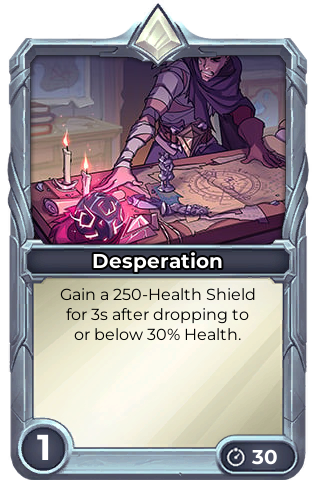 Desperation
Gain a 250-Health Shield
for 3s after dropping to
or below 30% Health.
1
30